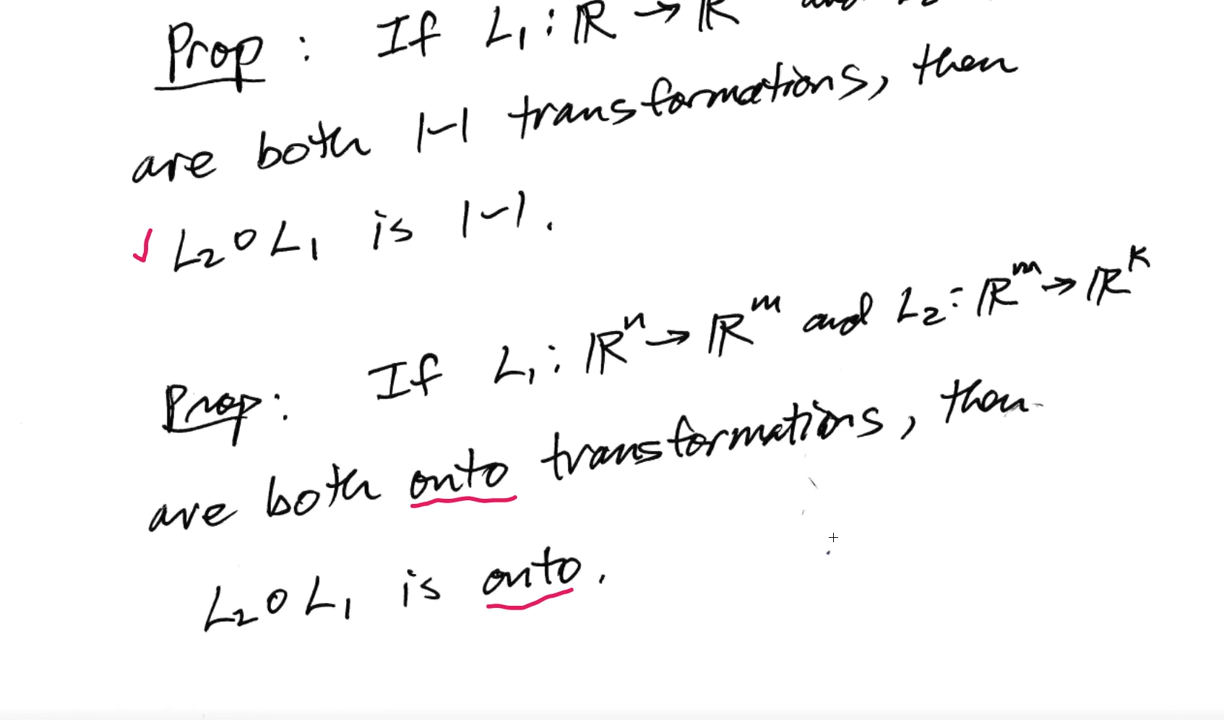 Prop : If L₁ : ℝ → ℝ
are both 1-1 transformations, then
✓ L₂ ∘ L₁ is 1-1.
Prop: If L₁ : ℝⁿ → ℝᵐ and L₂ : ℝᵐ → ℝᵏ
are both onto transformations, then
L₂ ∘ L₁ is onto.